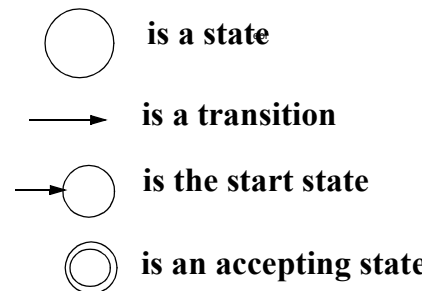 is a state
is a transition
is the start state
is an accepting state